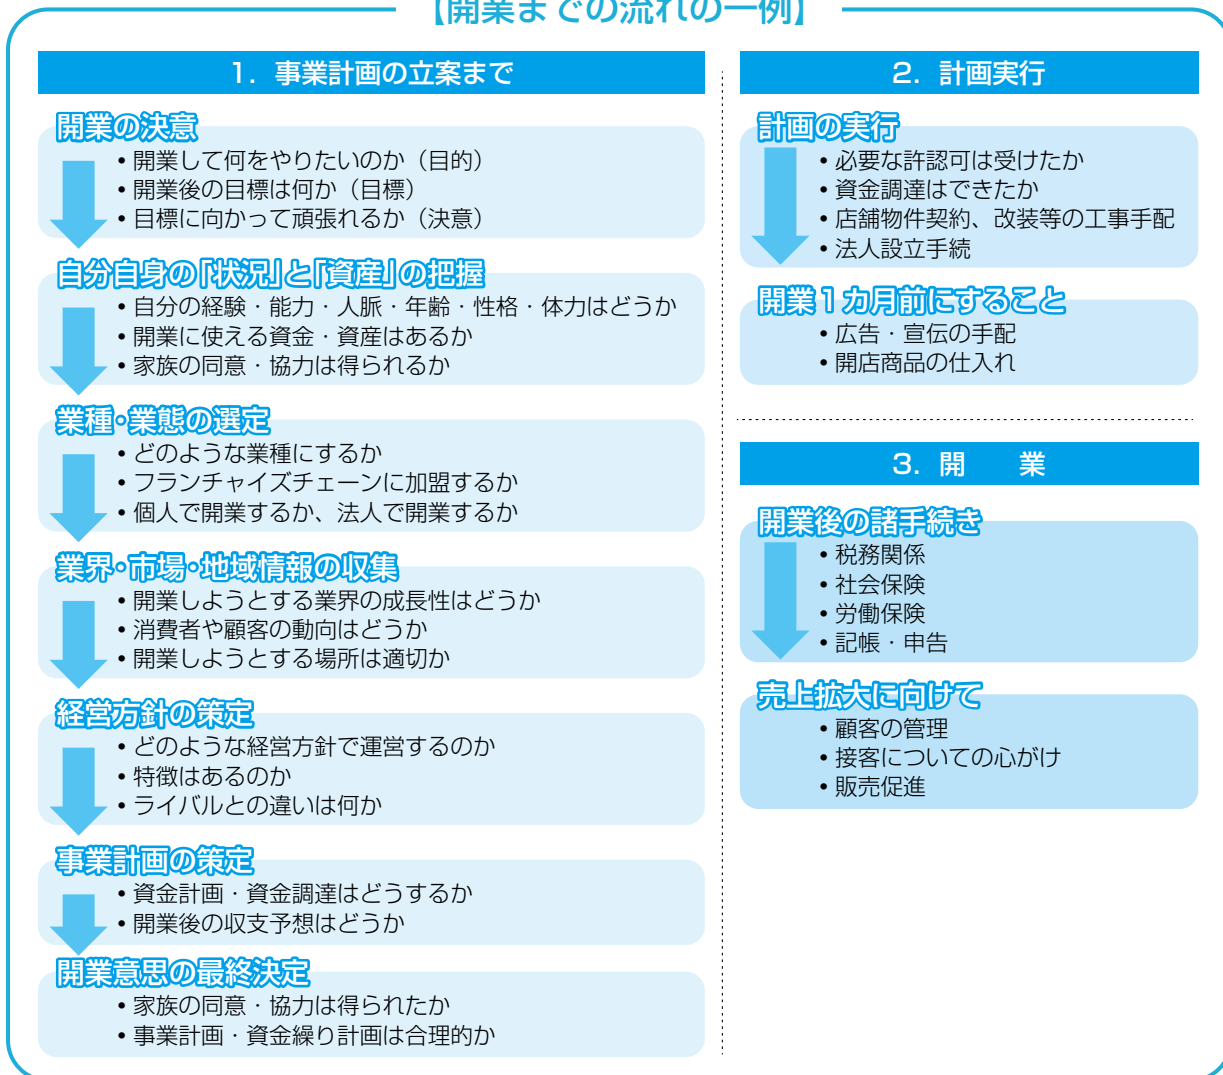 【開業までの流れの一例】
1. 事業計画の立案まで
開業の決意
• 開業して何をやりたいのか（目的）
• 開業後の目標は何か（目標）
• 目標に向かって頑張れるか（決意）
自分自身の「状況」と「資産」の把握
• 自分の経験・能力・人脈・年齢・性格・体力はどうか
• 開業に使える資金・資産はあるか
• 家族の同意・協力は得られるか
業種・業態の選定
• どのような業種にするか
• フランチャイズチェーンに加盟するか
• 個人で開業するか、法人で開業するか
業界・市場・地域情報の収集
• 開業しようとする業界の成長性はどうか
• 消費者や顧客の動向はどうか
• 開業しようとする場所は適切か
経営方針の策定
• どのような経営方針で運営するのか
• 特徴はあるのか
• ライバルとの違いは何か
事業計画の策定
• 資金計画・資金調達はどうするか
• 開業後の収支予想はどうか
開業意思の最終決定
• 家族の同意・協力は得られたか
• 事業計画・資金繰り計画は合理的か
2. 計画実行
計画の実行
• 必要な許認可は受けたか
• 資金調達はできたか
• 店舗物件契約、改装等の工事手配
• 法人設立手続
開業1カ月前にすること
• 広告・宣伝の手配
• 開店商品の仕入れ
3. 開　業
開業後の諸手続き
• 税務関係
• 社会保険
• 労働保険
• 記帳・申告
売上拡大に向けて
• 顧客の管理
• 接客についての心がけ
• 販売促進